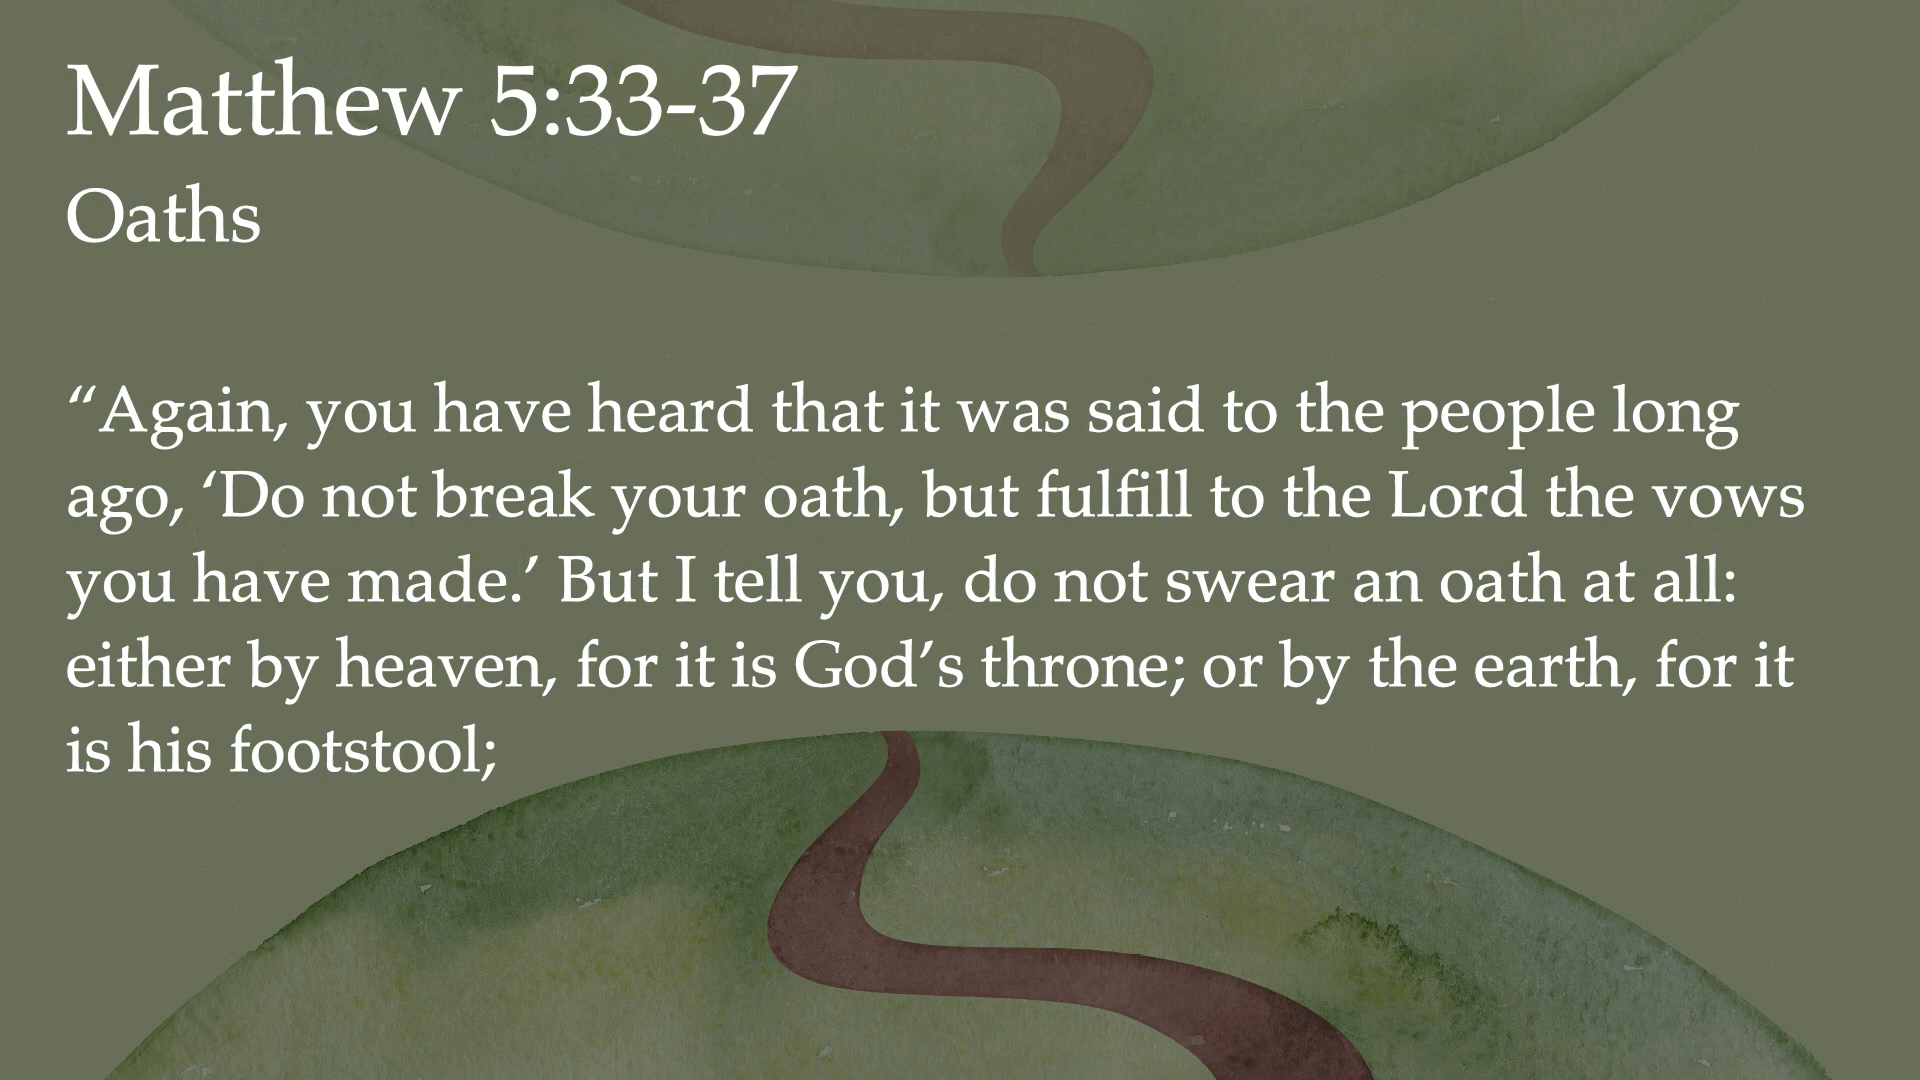 Matthew 5:33-37
Oaths
“Again, you have heard that it was said to the people long
ago, ‘Do not break your oath, but fulfill to the Lord the vows
you have made.’ But I tell you, do not swear an oath at all:
either by heaven, for it is God’s throne; or by the earth, for it
is his footstool;